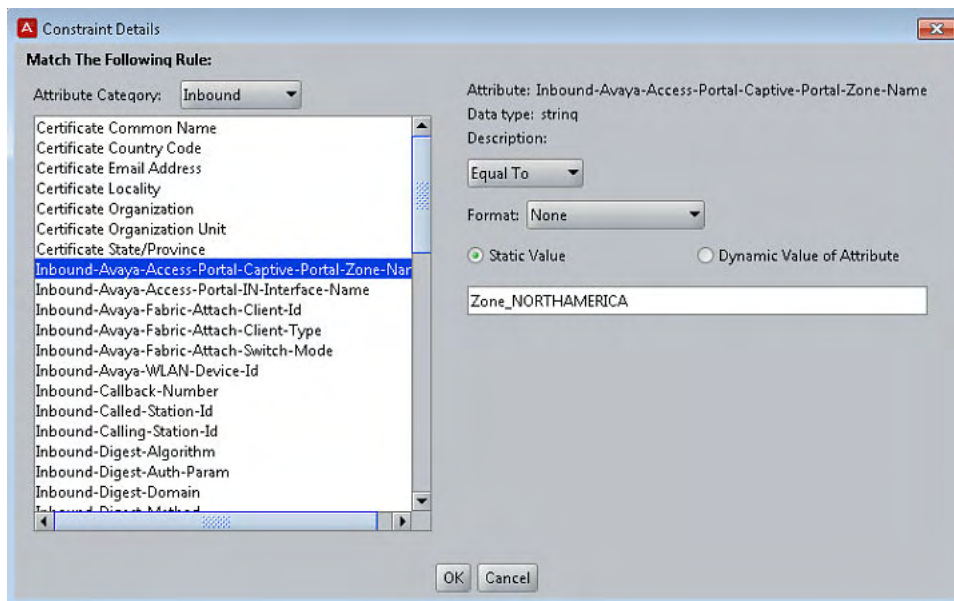 Constraint Details
Match The Following Rule:
Attribute Category: Inbound
Certificate Common Name
Certificate Country Code
Certificate Email Address
Certificate Locality
Certificate Organization
Certificate Organization Unit
Certificate State/Province
Inbound-Avaya-Access-Portal-Captive-Portal-Zone-Nar
Inbound-Avaya-Access-Portal-IN-Interface-Name
Inbound-Avaya-Fabric-Attach-Client-Id
Inbound-Avaya-Fabric-Attach-Client-Type
Inbound-Avaya-Fabric-Attach-Switch-Mode
Inbound-Avaya-WLAN-Device-Id
Inbound-Callback-Number
Inbound-Called-Station-Id
Inbound-Calling-Station-Id
Inbound-Digest-Algorithm
Inbound-Digest-Auth-Param
Inbound-Digest-Domain
Inbound-Digest-Method
Attribute: Inbound-Avaya-Access-Portal-Captive-Portal-Zone-Name
Data type: string
Description:
Equal To
Format: None
Static Value
Dynamic Value of Attribute
Zone_NORTHAMERICA
OK
Cancel